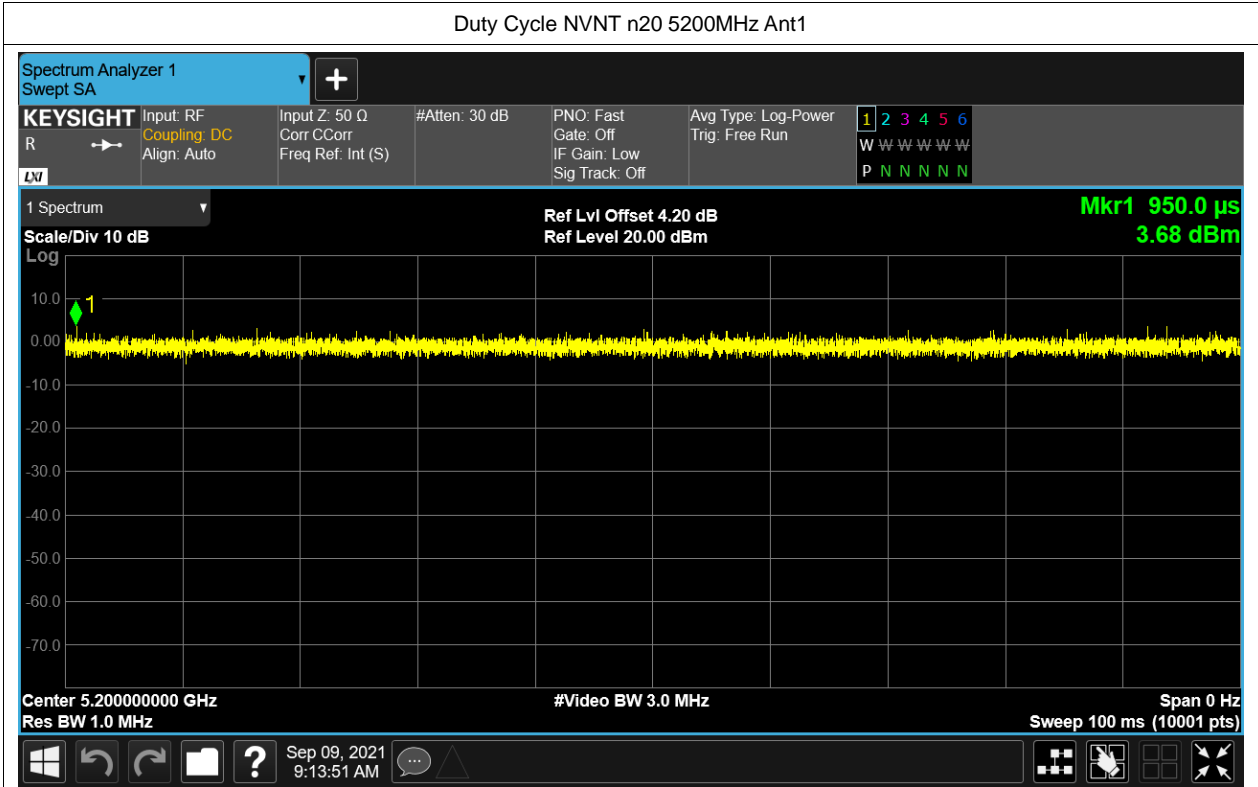 Duty Cycle NVNT n20 5200MHz Ant1
Spectrum Analyzer 1
Swept SA
KEYSIGHT
R
LXI
Input: RF
Coupling: DC
Align: Auto
Input Z: 50 Ω
Corr CCorr
Freq Ref: Int (S)
#Atten: 30 dB
PNO: Fast
Gate: Off
IF Gain: Low
Sig Track: Off
Avg Type: Log-Power
Trig: Free Run
1 2 3 4 5 6
W W W W W W
P N N N N N
1 Spectrum
Scale/Div 10 dB
Ref Lvl Offset 4.20 dB
Ref Level 20.00 dBm
Mkr1 950.0 µs
3.68 dBm
Log
10.0
1
0.00
-10.0
-20.0
-30.0
-40.0
-50.0
-60.0
-70.0
Center 5.200000000 GHz
#Video BW 3.0 MHz
Span 0 Hz
Res BW 1.0 MHz
Sweep 100 ms (10001 pts)
?
Sep 09, 2021
9:13:51 AM